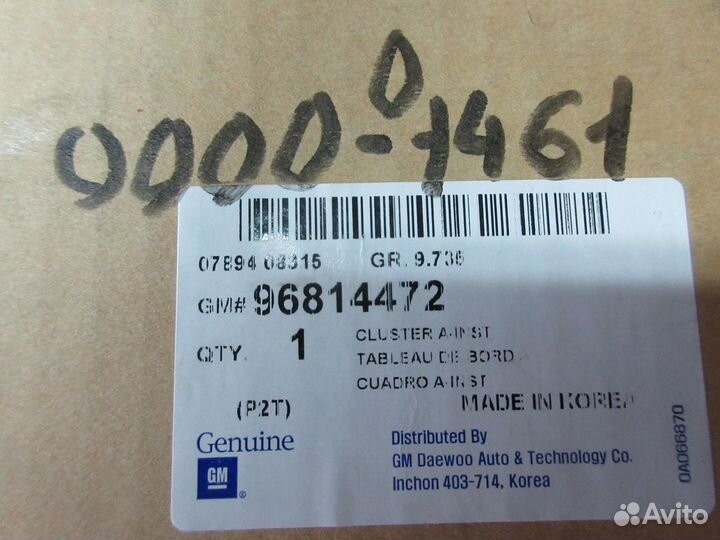 0000-01461
07894 08315 GR. 9.736
GM# 96814472
QTY. 1 CLUSTER A-INST
TABLEAU DE BORD A
CUADRO A-INST
(P2T) MADE IN KOREA
Genuine
GM
Distributed By
GM Daewoo Auto & Technology Co.
Inchon 403-714, Korea
0A066870
Avito